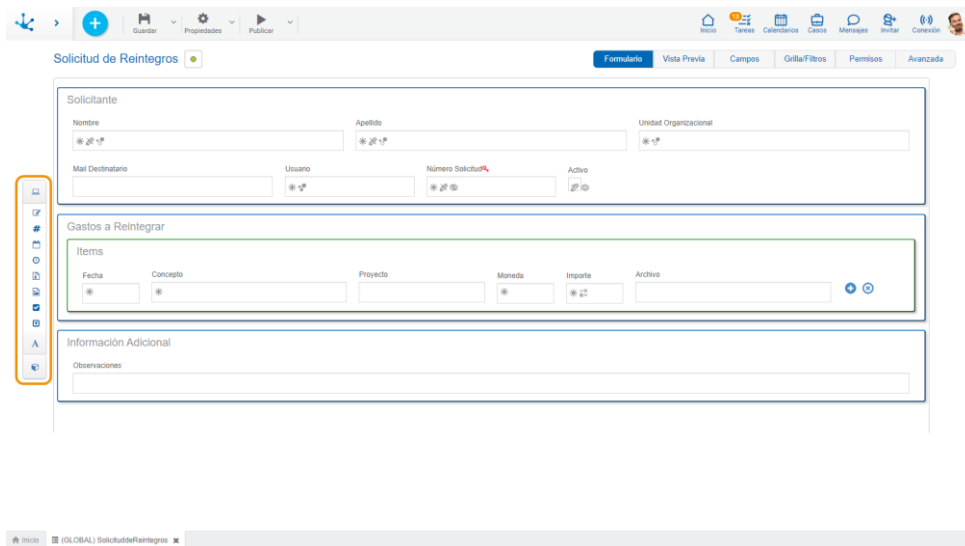 Guardar Propiedades Publicar
12
Inicio Tareas Calendarios Casos Mensajes Invitar Conexión
Solicitud de Reintegros
Formulario Vista Previa Campos Grilla/Filtros Permisos Avanzada
Solicitante
Nombre Apellido Unidad Organizacional
Mail Destinatario Usuario Número Solicitud Activo
Gastos a Reintegrar
Items
Fecha Concepto Proyecto Moneda Importe Archivo
Información Adicional
Observaciones
Inicio (GLOBAL) SolicituddeReintegros